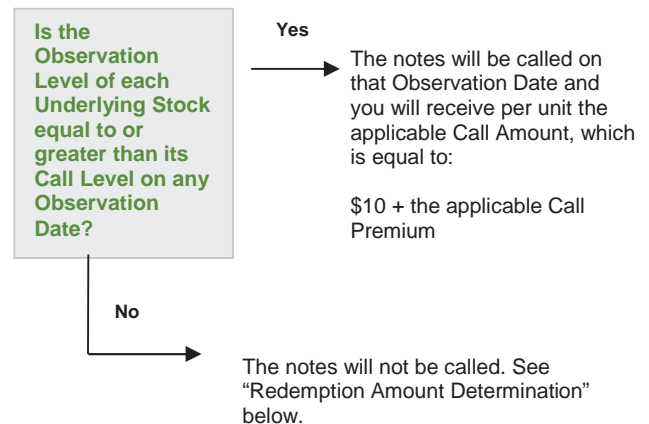 Is the
Observation
Level of each
Underlying Stock
equal to or
greater than its
Call Level on any
Observation
Date?
Yes
The notes will be called on
that Observation Date and
you will receive per unit the
applicable Call Amount, which
is equal to:
$10 + the applicable Call
Premium
No
The notes will not be called. See
“Redemption Amount Determination”
below.